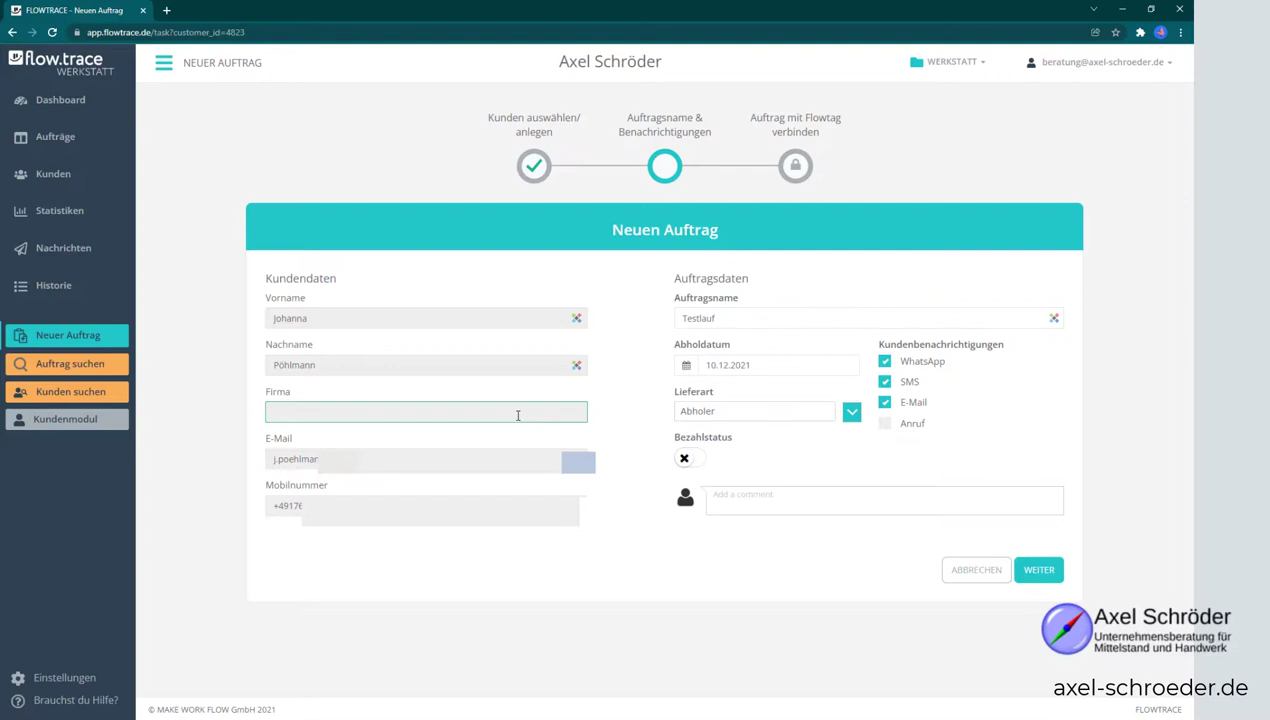 FLOWTRACE - Neuen Auftrag
app.flowtrace.de/task?customer_id=4823
flow.trace
WERKSTATT
NEUER AUFTRAG
Axel Schröder
WERKSTATT
beratung@axel-schroeder.de
Dashboard
Aufträge
Kunden
Statistiken
Nachrichten
Historie
Neuer Auftrag
Auftrag suchen
Kunden suchen
Kundenmodul
Einstellungen
Brauchst du Hilfe?
Kunden auswählen/
anlegen
Auftragsname &
Benachrichtigungen
Auftrag mit Flowtag
verbinden
Neuen Auftrag
Kundendaten
Vorname
Johanna
Nachname
Pöhlmann
Firma
E-Mail
j.poehlmar
Mobilnummer
+49176
Auftragsdaten
Auftragsname
Testlauf
Abholdatum
10.12.2021
Lieferart
Abholer
Bezahlstatus
Kundenbenachrichtigungen
WhatsApp
SMS
E-Mail
Anruf
Add a comment
ABBRECHEN
WEITER
Axel Schröder
Unternehmensberatung für
Mittelstand und Handwerk
axel-schroeder.de
© MAKE WORK FLOW GmbH 2021
FLOWTRACE